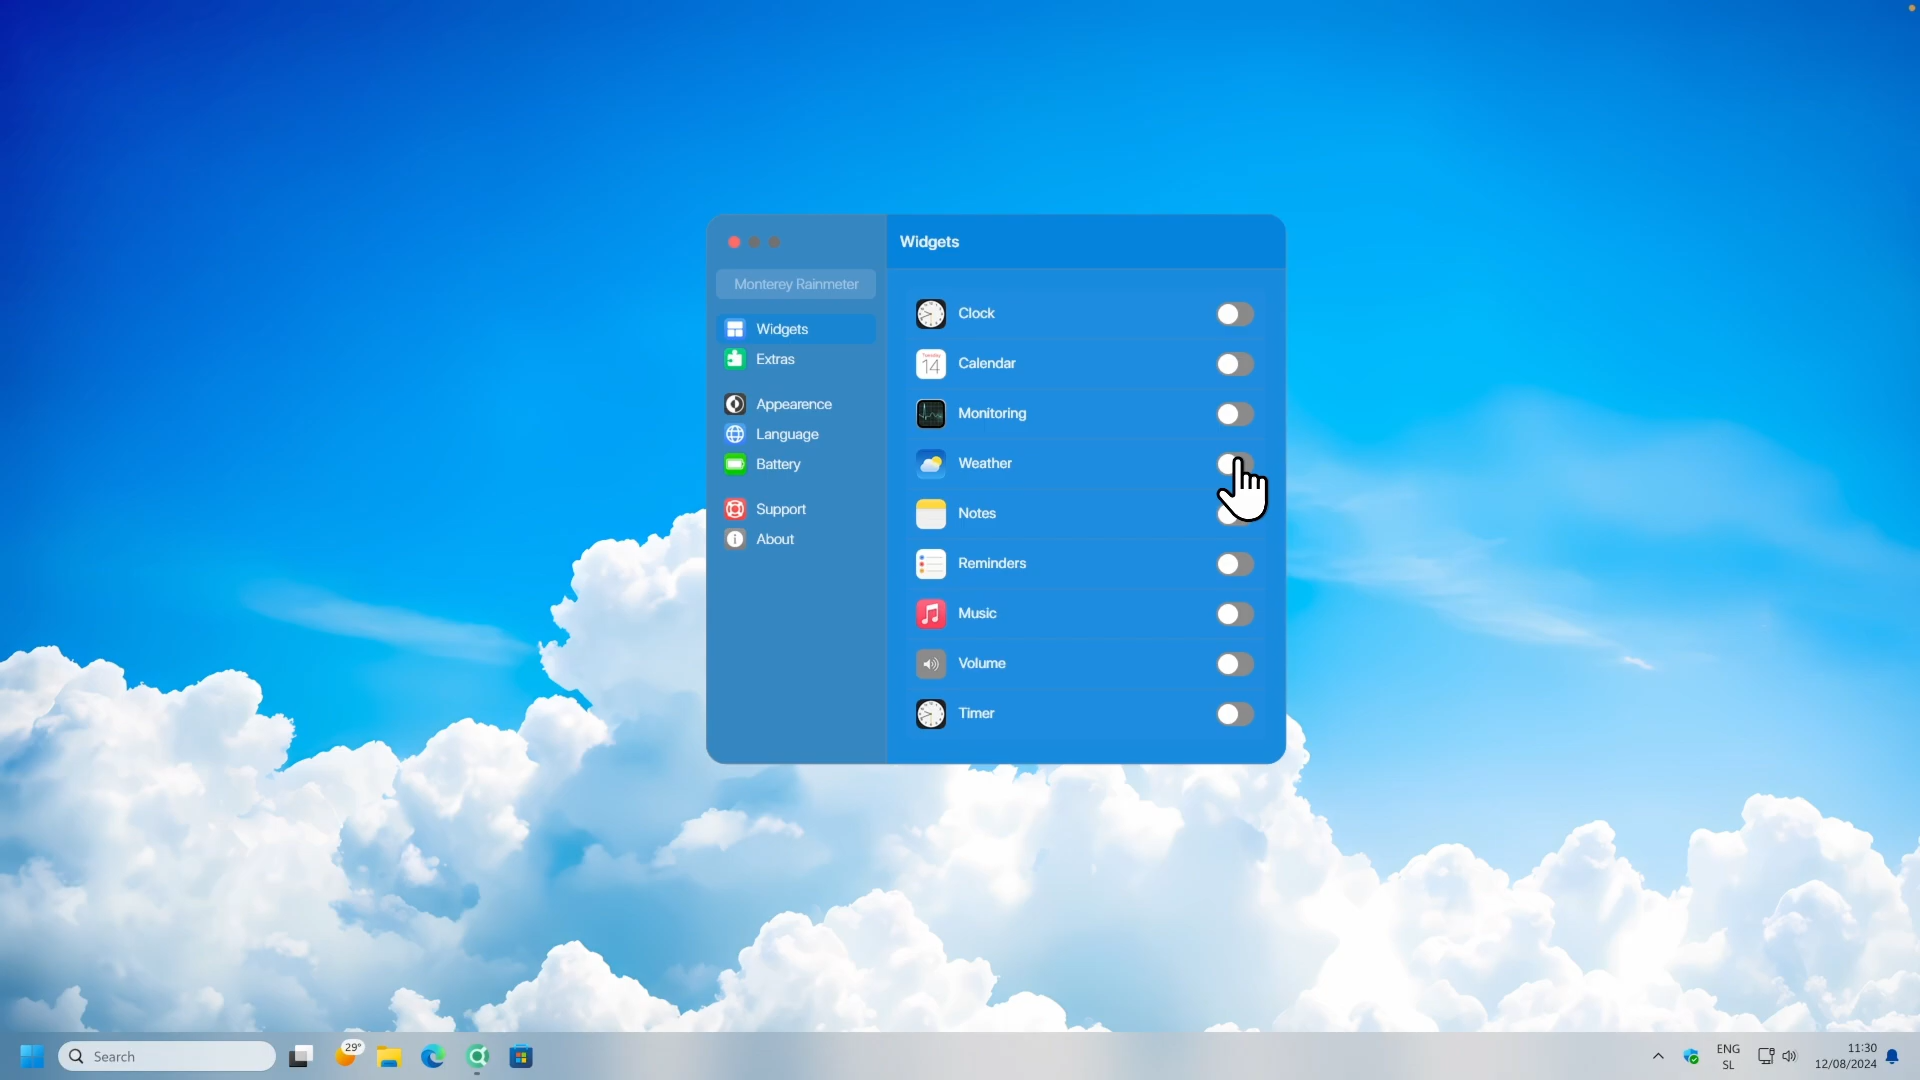 Widgets
Monterey Rainmeter
Widgets
Extras
Appearence
Language
Battery
Support
About
Clock
Calendar
14
Monitoring
Weather
Notes
Reminders
Music
Volume
Timer
Search
29°
ENG
SL
11:30
12/08/2024